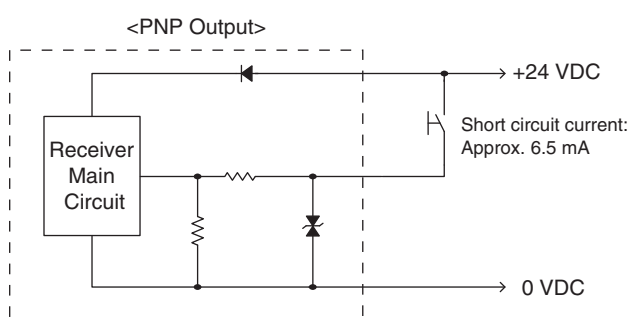 <PNP Output>
+24 VDC
Short circuit current:
Approx. 6.5 mA
Receiver
Main
Circuit
0 VDC